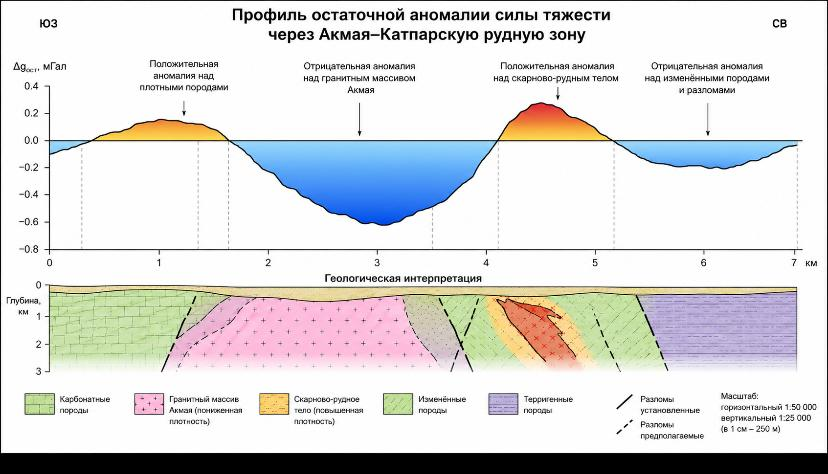 Профиль остаточной аномалии силы тяжести
через Акмая–Катпарскую рудную зону
ЮЗ
СВ
Δgост, мГал
Положительная
аномалия над
плотными породами
Отрицательная аномалия
над гранитным массивом
Акмая
Положительная аномалия
над скарново-рудным телом
Отрицательная аномалия
над изменёнными породами
и разломами
0.4
0.2
0.0
−0.2
−0.4
−0.6
−0.8
0 1 2 3 4 5 6 7 км
Геологическая интерпретация
Глубина,
км
0
1
2
3
Карбонатные
породы
Гранитный массив
Акмая (пониженная
плотность)
Скарново-рудное
тело (повышенная
плотность)
Изменённые
породы
Терригенные
породы
Разломы
установленные
Разломы
предполагаемые
Масштаб:
горизонтальный 1:50 000
вертикальный 1:25 000
(в 1 см – 250 м)